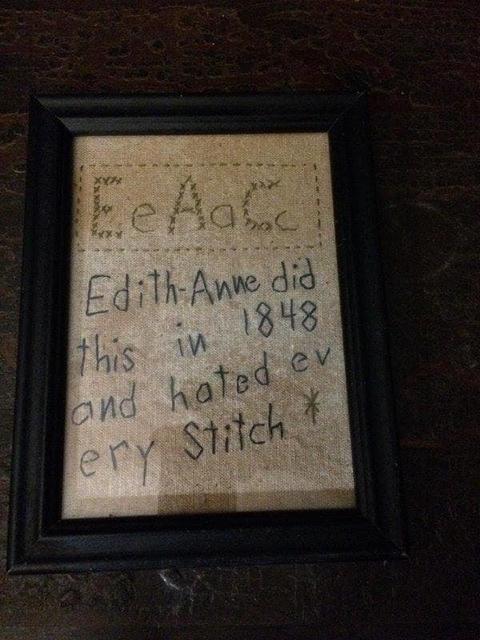 EeAaCc
Edith-Anne did
this in 1848
and hated ev
ery Stitch *